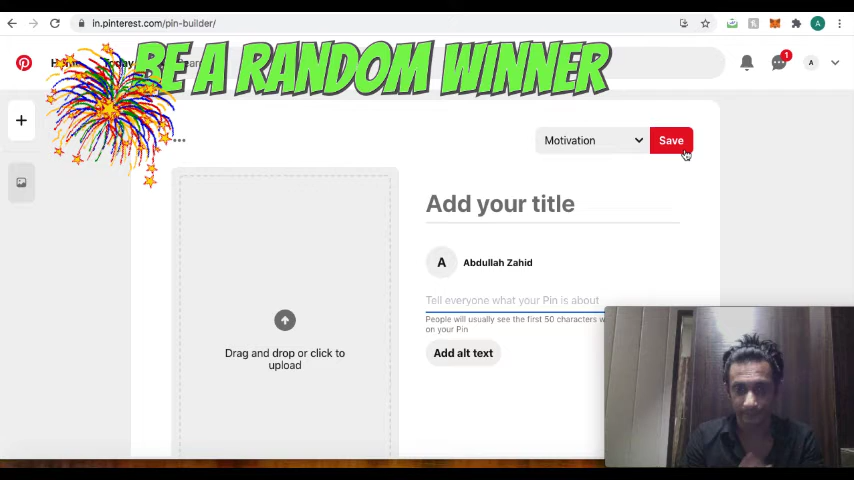 in.pinterest.com/pin-builder/
BE A RANDOM WINNER
1
A
Motivation
Save
Add your title
A Abdullah Zahid
Tell everyone what your Pin is about
People will usually see the first 50 characters
on your Pin
Add alt text
Drag and drop or click to
upload